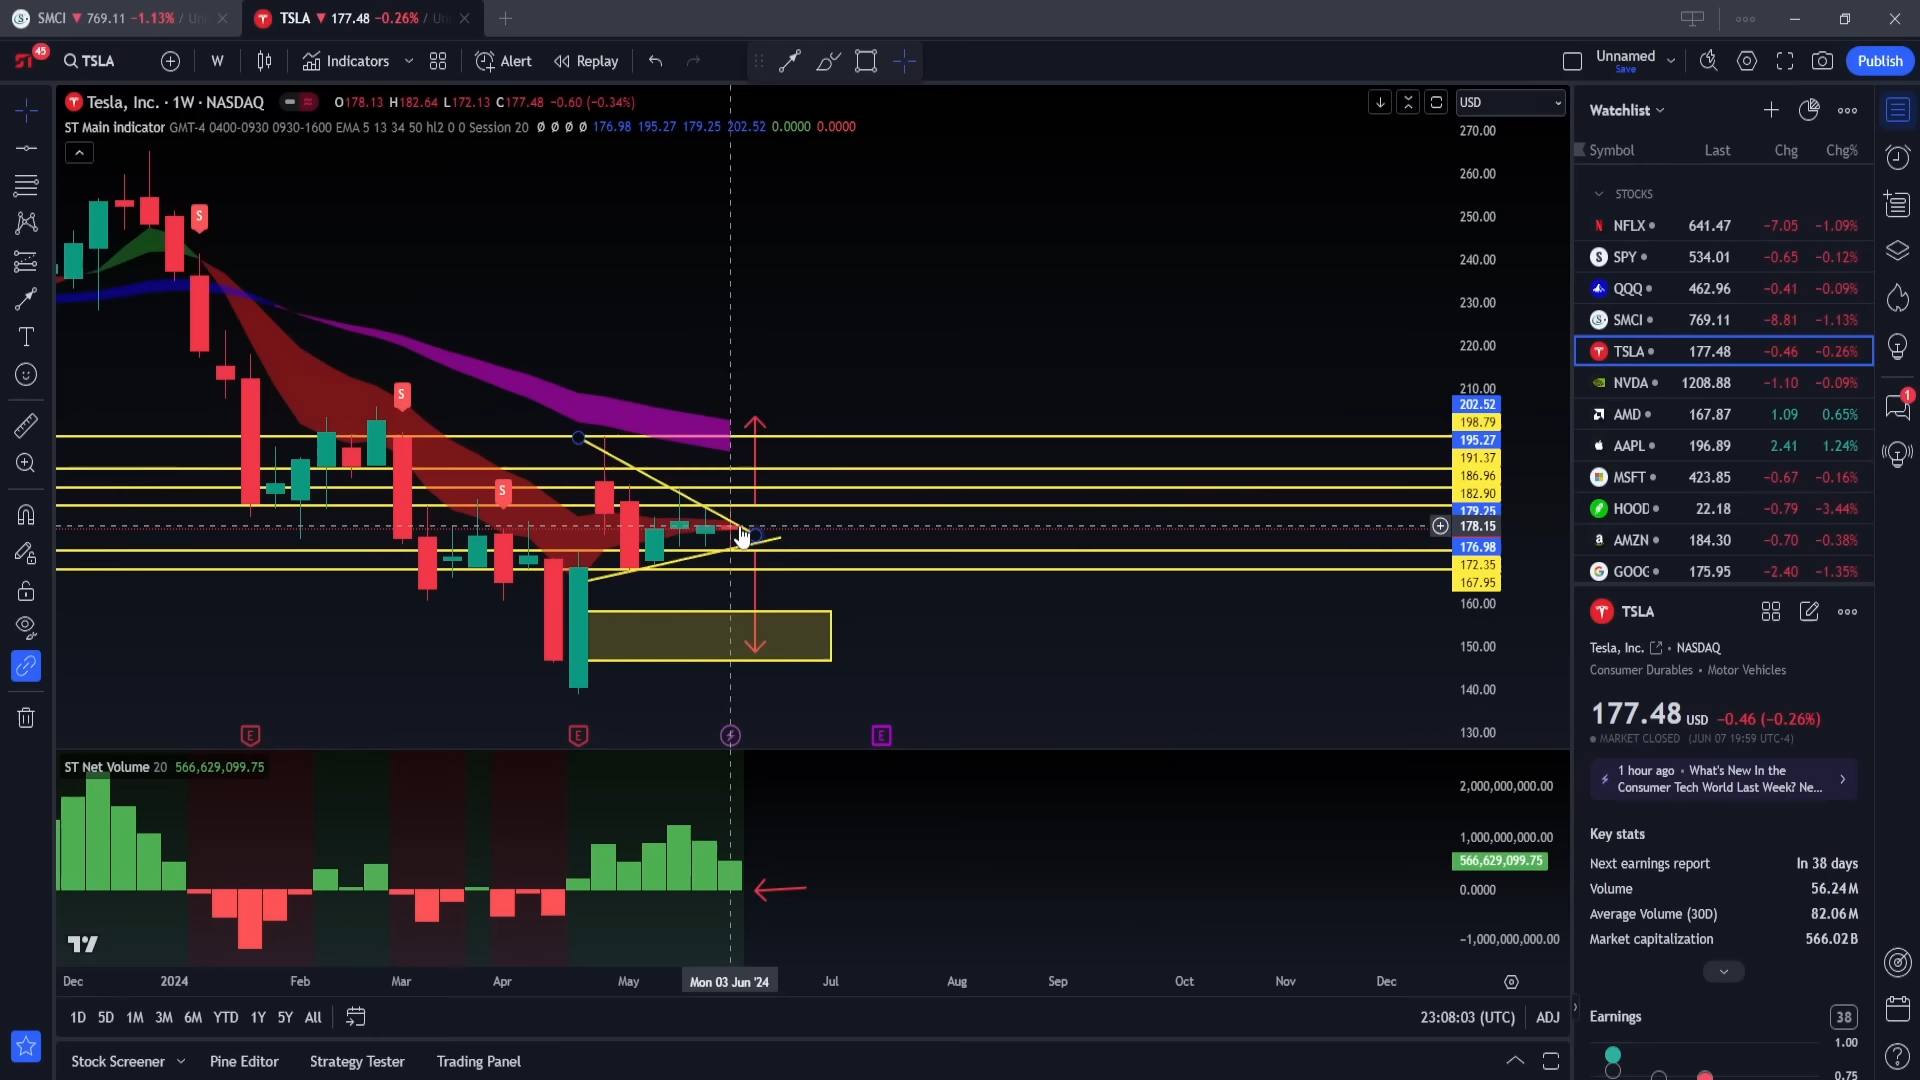 SMCI ▼ 769.11 −1.13% / Un
TSLA ▼ 177.48 −0.26% / Un
45
TSLA
W
Indicators
Alert
Replay
Unnamed
Save
Publish
Tesla, Inc. · 1W · NASDAQ
O178.13 H182.64 L172.13 C177.48 −0.60 (−0.34%)
USD
ST Main indicator GMT-4 0400-0930 0930-1600 EMA 5 13 34 50 hl2 0 0 Session 20 Ø Ø Ø Ø 176.98 195.27 179.25 202.52 0.0000 0.0000
S
S
S
270.00
260.00
250.00
240.00
230.00
220.00
210.00
202.52
198.79
195.27
191.37
186.96
182.90
179.25
178.15
176.98
172.35
167.95
160.00
150.00
140.00
130.00
E
E
E
ST Net Volume 20 566,629,099.75
2,000,000,000.00
1,000,000,000.00
566,629,099.75
0.0000
−1,000,000,000.00
Dec
2024
Feb
Mar
Apr
May
Mon 03 Jun '24
Jul
Aug
Sep
Oct
Nov
Dec
1D 5D 1M 3M 6M YTD 1Y 5Y All
23:08:03 (UTC)
ADJ
Stock Screener
Pine Editor
Strategy Tester
Trading Panel
Watchlist
Symbol Last Chg Chg%
STOCKS
NFLX 641.47 −7.05 −1.09%
SPY 534.01 −0.65 −0.12%
QQQ 462.96 −0.41 −0.09%
SMCI 769.11 −8.81 −1.13%
TSLA 177.48 −0.46 −0.26%
NVDA 1208.88 −1.10 −0.09%
AMD 167.87 1.09 0.65%
AAPL 196.89 2.41 1.24%
MSFT 423.85 −0.67 −0.16%
HOOD 22.18 −0.79 −3.44%
AMZN 184.30 −0.70 −0.38%
GOOG 175.95 −2.40 −1.35%
1
TSLA
Tesla, Inc. • NASDAQ
Consumer Durables • Motor Vehicles
177.48 USD −0.46 (−0.26%)
MARKET CLOSED (JUN 07 19:59 UTC-4)
1 hour ago • What's New In the
Consumer Tech World Last Week? Ne...
Key stats
Next earnings report In 38 days
Volume 56.24M
Average Volume (30D) 82.06M
Market capitalization 566.02B
Earnings 38
1.00
0.75